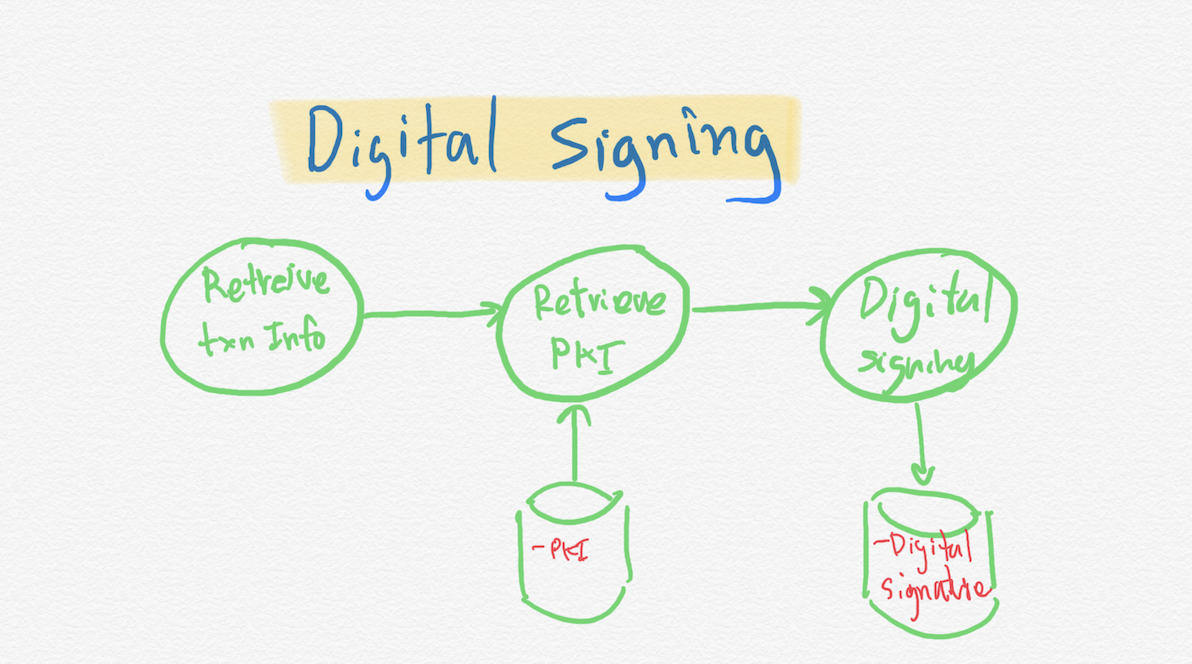 Digital Signing
Retreive
txn Info
Retrieve
PKI
Digital
signing
-PKI
-Digital
signature